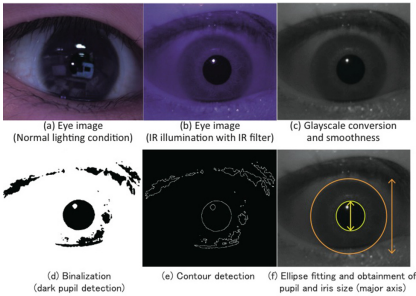 (a) Eye image
(Normal lighting condition)
(b) Eye image
(IR illumination with IR filter)
(c) Glayscale conversion
and smoothness
(d) Binalization
(dark pupil detection)
(e) Contour detection
(f) Ellipse fitting and obtainment of
pupil and iris size (major axis)